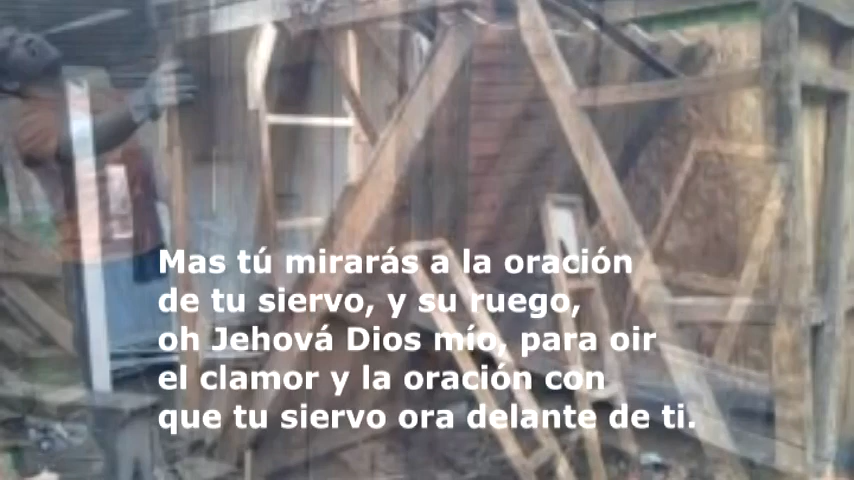 Mas tú mirarás a la oración
de tu siervo, y su ruego,
oh Jehová Dios mío, para oir
el clamor y la oración con
que tu siervo ora delante de ti.